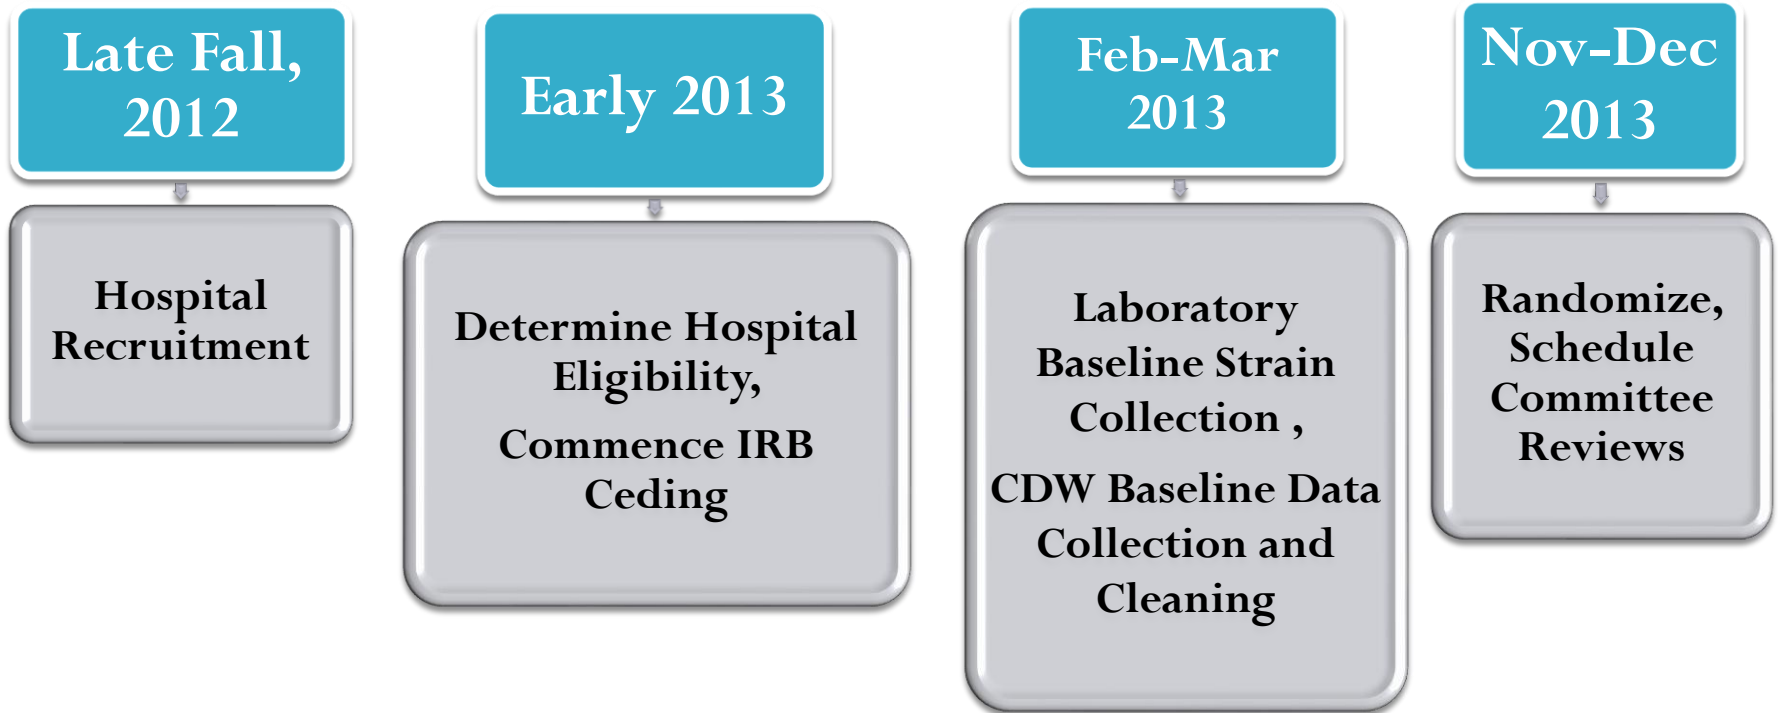 Late Fall,
2012
Hospital
Recruitment
Early 2013
Determine Hospital
Eligibility,
Commence IRB
Ceding
Feb-Mar
2013
Laboratory
Baseline Strain
Collection ,
CDW Baseline Data
Collection and
Cleaning
Nov-Dec
2013
Randomize,
Schedule
Committee
Reviews